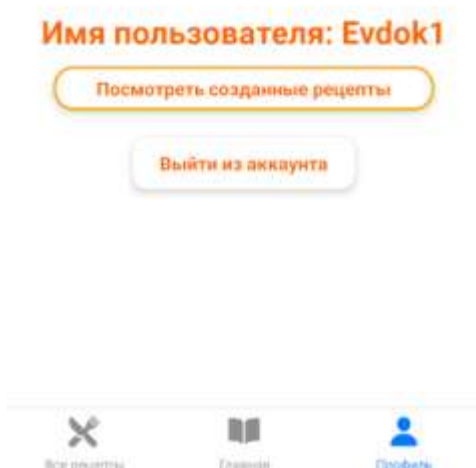 Имя пользователя: Evdok1
Посмотреть созданные рецепты
Выйти из аккаунта
Все рецепты
Главная
Профиль